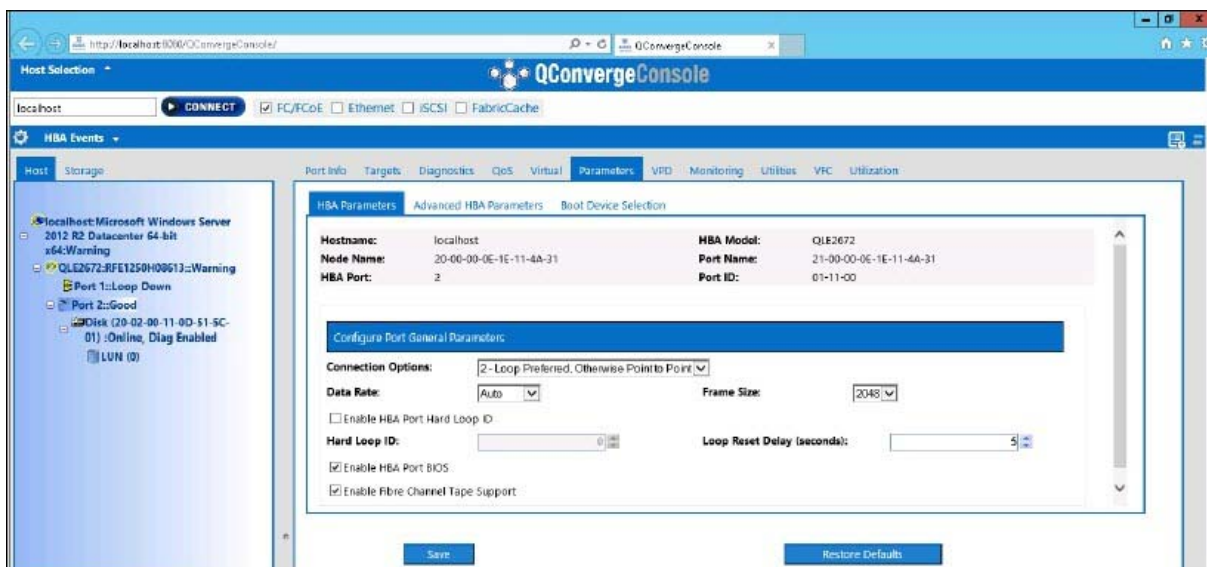 http://localhost:8080/QConvergeConsole/
QConvergeConsole
Host Selection
QConvergeConsole
localhost
CONNECT
FC/FCoE
Ethernet
iSCSI
FabricCache
HBA Events
Host
Storage
Port Info
Targets
Diagnostics
QoS
Virtual
Parameters
VPD
Monitoring
Utilities
VFC
Utilization
localhost:Microsoft Windows Server
2012 R2 Datacenter 64-bit
x64:Warning
QLE2672:RFE1250H08613::Warning
Port 1::Loop Down
Port 2::Good
Disk (20-02-00-11-0D-51-5C-
01) :Online, Diag Enabled
LUN (0)
HBA Parameters
Advanced HBA Parameters
Boot Device Selection
Hostname: localhost HBA Model: QLE2672
Node Name: 20-00-00-0E-1E-11-4A-31 Port Name: 21-00-00-0E-1E-11-4A-31
HBA Port: 2 Port ID: 01-11-00
Configure Port General Parameters
Connection Options: 2 - Loop Preferred, Otherwise Point to Point
Data Rate: Auto Frame Size: 2048
Enable HBA Port Hard Loop ID
Hard Loop ID: 0 Loop Reset Delay (seconds): 5
Enable HBA Port BIOS
Enable Fibre Channel Tape Support
Save
Restore Defaults